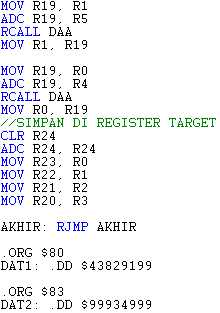 MOV R19, R1
ADC R19, R5
RCALL DAA
MOV R1, R19
MOV R19, R0
ADC R19, R4
RCALL DAA
MOV R0, R19
//SIMPAN DI REGISTER TARGET
CLR R24
ADC R24, R24
MOV R23, R0
MOV R22, R1
MOV R21, R2
MOV R20, R3
AKHIR: RJMP AKHIR
.ORG $80
DAT1: .DD $43829199
.ORG $83
DAT2: .DD $99934999